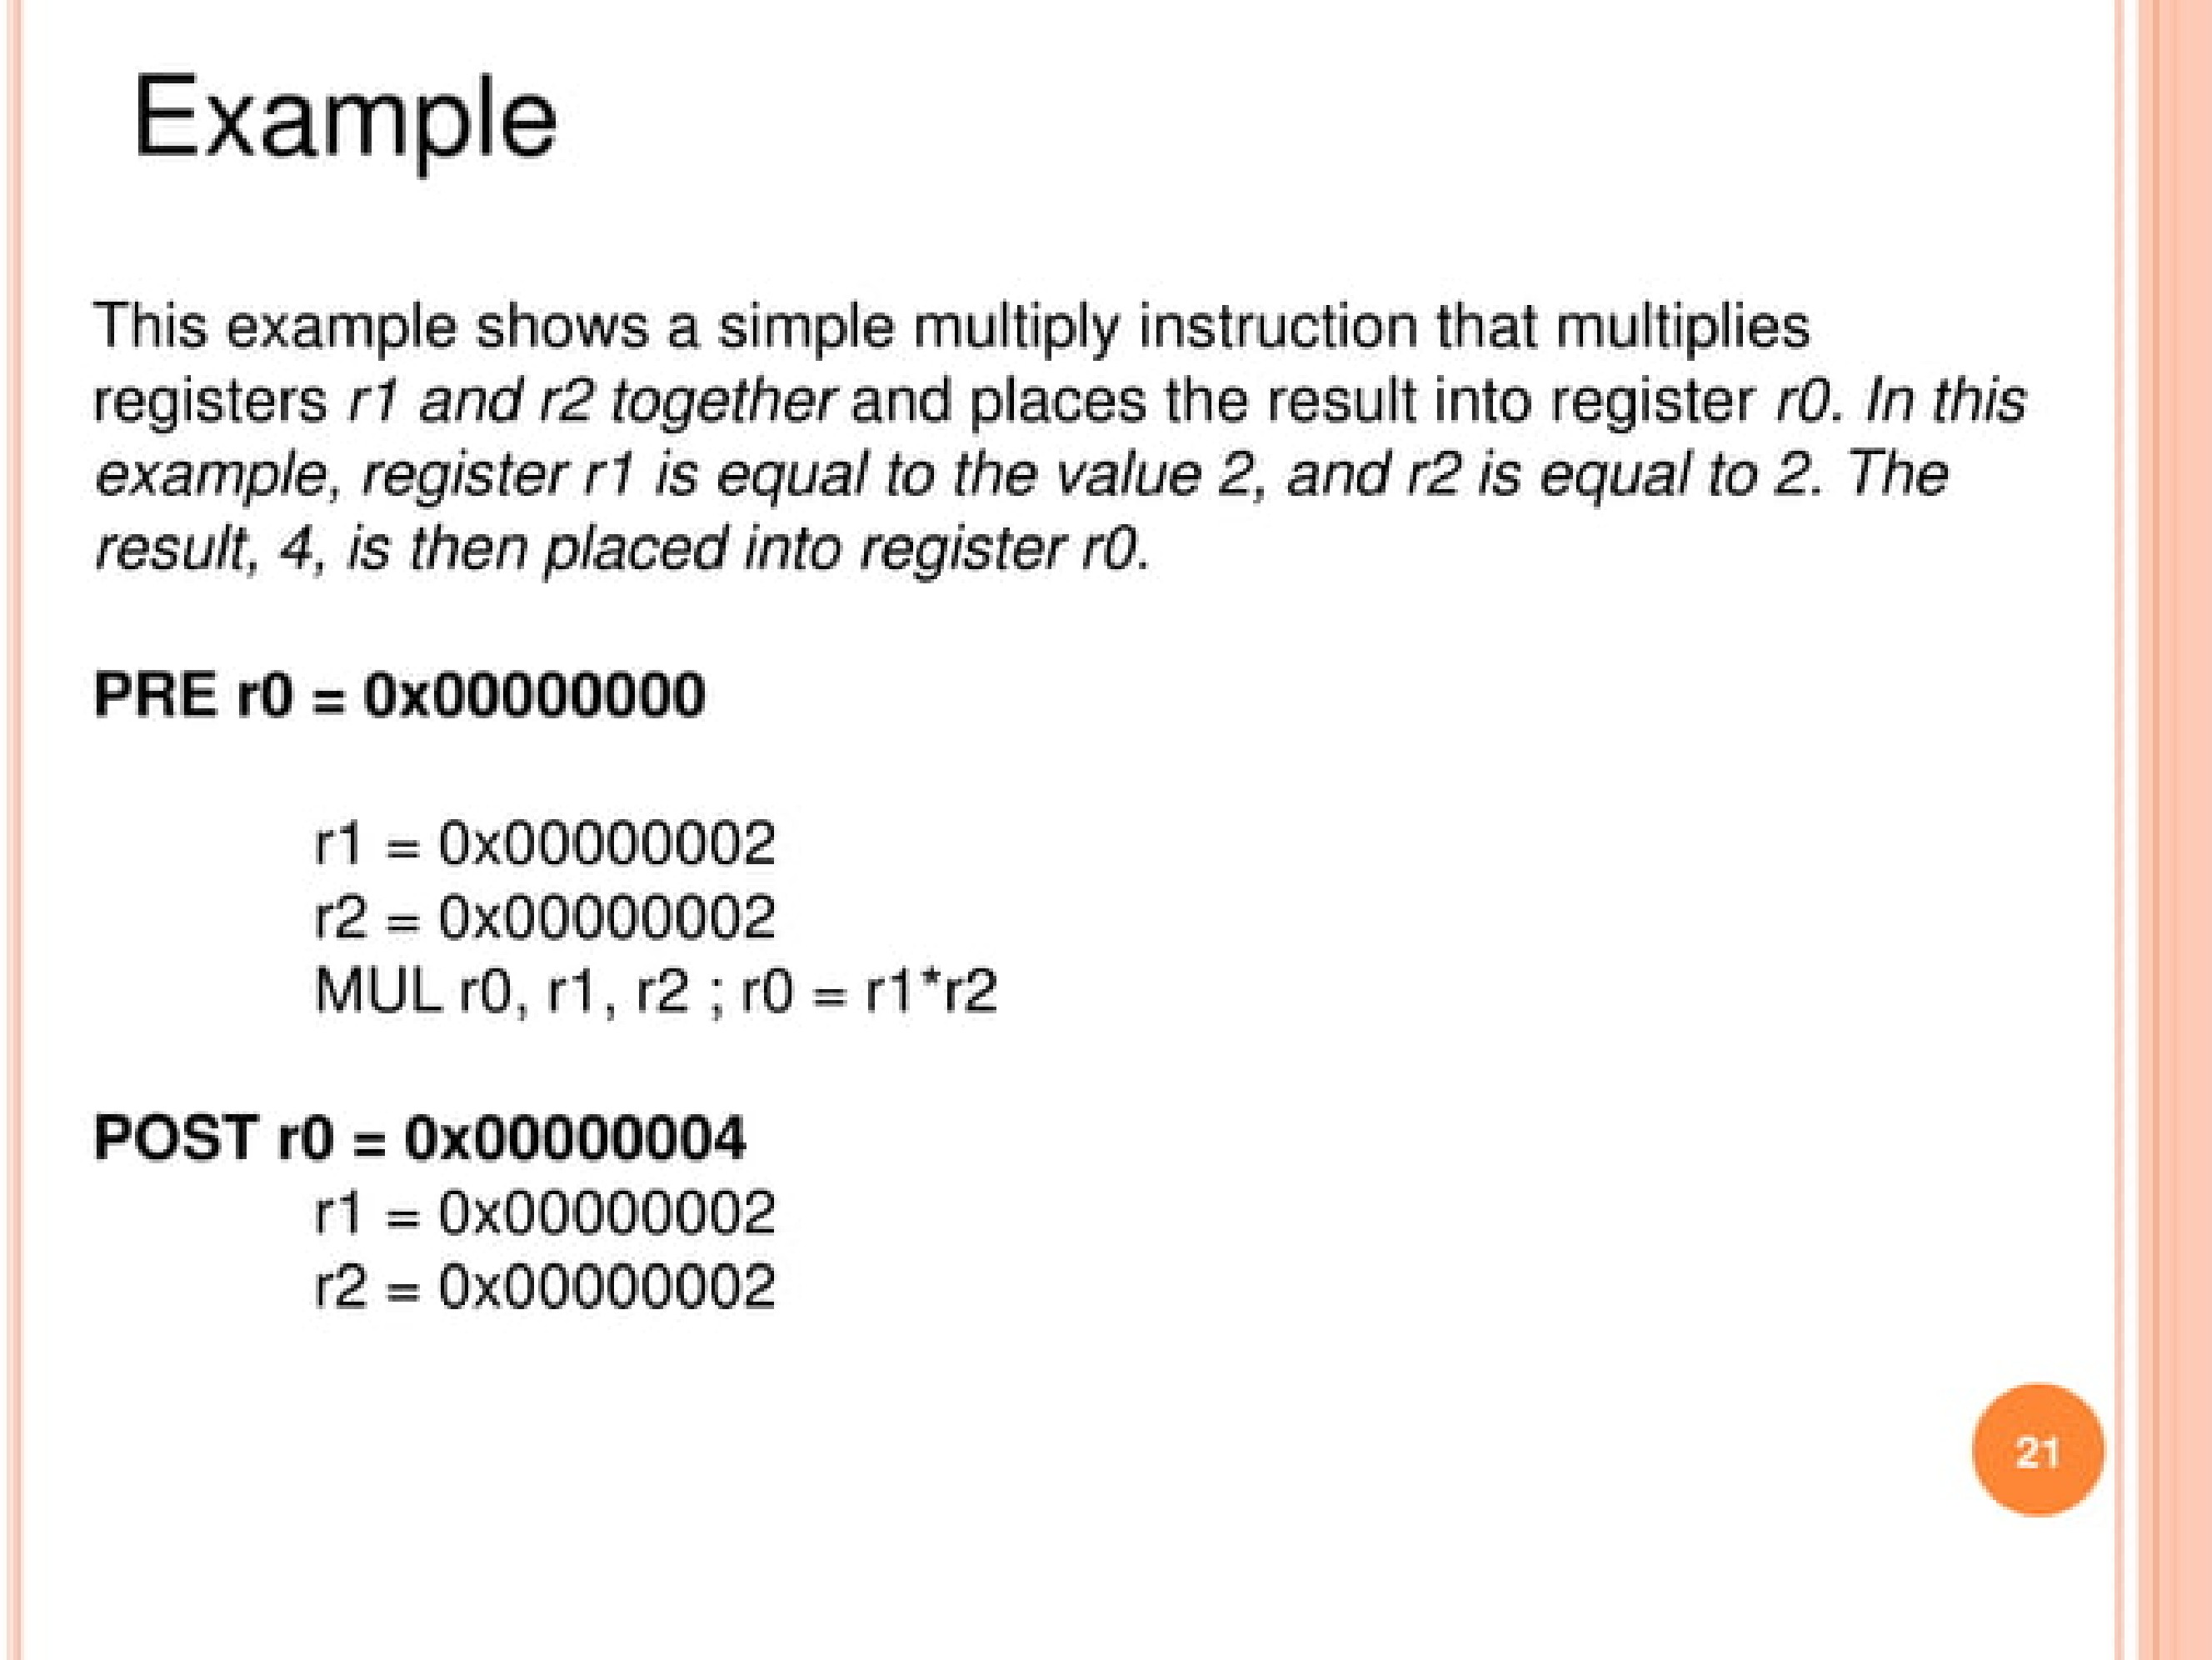 Example
This example shows a simple multiply instruction that multiplies
registers r1 and r2 together and places the result into register r0. In this
example, register r1 is equal to the value 2, and r2 is equal to 2. The
result, 4, is then placed into register r0.
PRE r0 = 0x00000000
r1 = 0x00000002
r2 = 0x00000002
MUL r0, r1, r2 ; r0 = r1*r2
POST r0 = 0x00000004
r1 = 0x00000002
r2 = 0x00000002
21